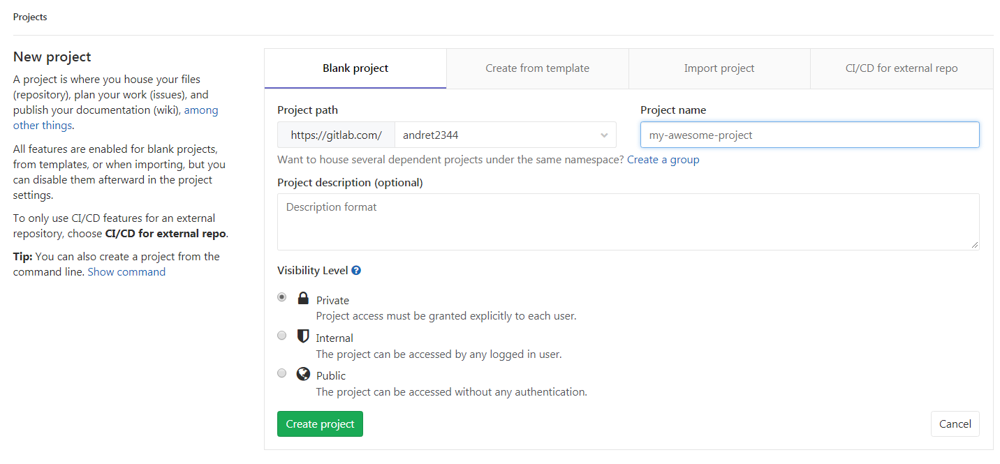 Projects
New project
A project is where you house your files
(repository), plan your work (issues), and
publish your documentation (wiki), among
other things.
All features are enabled for blank projects,
from templates, or when importing, but you
can disable them afterward in the project
settings.
To only use CI/CD features for an external
repository, choose CI/CD for external repo.
Tip: You can also create a project from the
command line. Show command
Blank project
Create from template
Import project
CI/CD for external repo
Project path
https://gitlab.com/
andret2344
Project name
my-awesome-project
Want to house several dependent projects under the same namespace? Create a group
Project description (optional)
Description format
Visibility Level
Private
Project access must be granted explicitly to each user.
Internal
The project can be accessed by any logged in user.
Public
The project can be accessed without any authentication.
Create project
Cancel